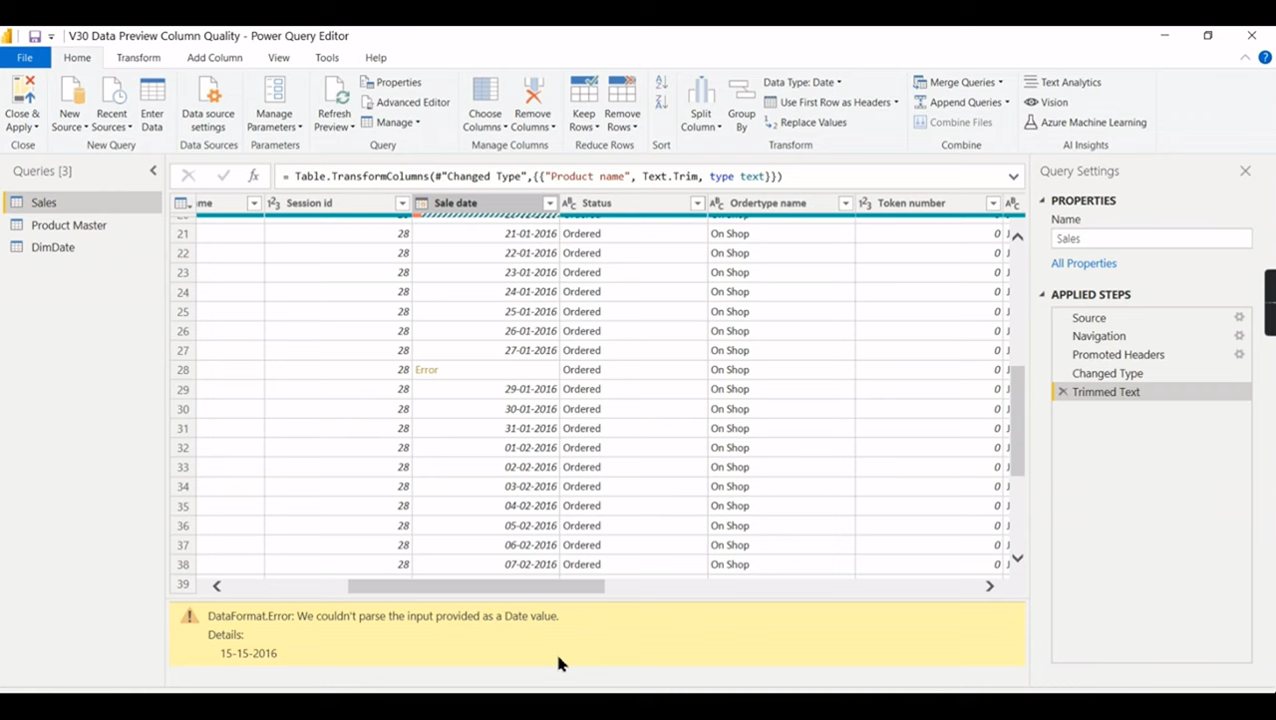 V30 Data Preview Column Quality - Power Query Editor
File Home Transform Add Column View Tools Help
Close & Apply
New Source
Recent Sources
Enter Data
Data source settings
Manage Parameters
Refresh Preview
Properties
Advanced Editor
Manage
Choose Columns
Remove Columns
Keep Rows
Remove Rows
Split Column
Group By
Data Type: Date
Use First Row as Headers
Replace Values
Merge Queries
Append Queries
Combine Files
Text Analytics
Vision
Azure Machine Learning
Close New Query Data Sources Parameters Query Manage Columns Reduce Rows Sort Transform Combine AI Insights
Queries [3]
Sales
Product Master
DimDate
= Table.TransformColumns(#"Changed Type",{{"Product name", Text.Trim, type text}})
me 123 Session id Sale date ABC Status ABC Ordertype name 123 Token number ABC
21 28 21-01-2016 Ordered On Shop 0 J
22 28 22-01-2016 Ordered On Shop 0
23 28 23-01-2016 Ordered On Shop 0
24 28 24-01-2016 Ordered On Shop 0 J
25 28 25-01-2016 Ordered On Shop 0 J
26 28 26-01-2016 Ordered On Shop 0 J
27 28 27-01-2016 Ordered On Shop 0 J
28 28 Error Ordered On Shop 0 J
29 28 29-01-2016 Ordered On Shop 0 J
30 28 30-01-2016 Ordered On Shop 0 J
31 28 31-01-2016 Ordered On Shop 0 J
32 28 01-02-2016 Ordered On Shop 0 J
33 28 02-02-2016 Ordered On Shop 0 J
34 28 03-02-2016 Ordered On Shop 0 J
35 28 04-02-2016 Ordered On Shop 0 J
36 28 05-02-2016 Ordered On Shop 0 J
37 28 06-02-2016 Ordered On Shop 0 J
38 28 07-02-2016 Ordered On Shop 0 J
39
DataFormat.Error: We couldn't parse the input provided as a Date value.
Details:
15-15-2016
Query Settings
PROPERTIES
Name
Sales
All Properties
APPLIED STEPS
Source
Navigation
Promoted Headers
Changed Type
Trimmed Text